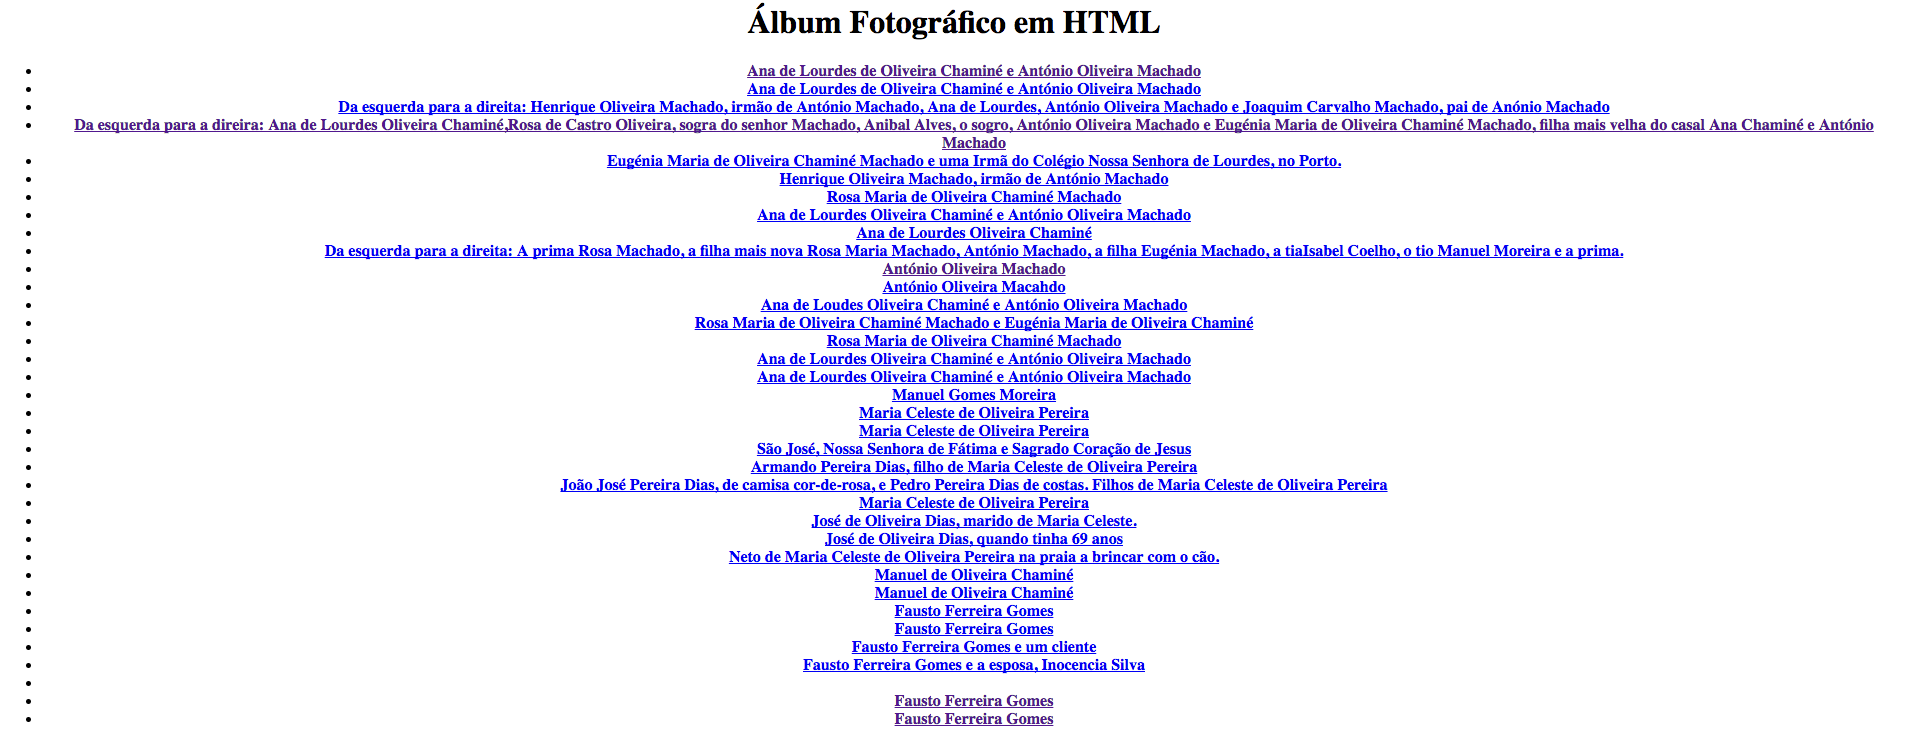 Álbum Fotográfico em HTML
Ana de Lourdes de Oliveira Chaminé e António Oliveira Machado
Ana de Lourdes de Oliveira Chaminé e António Oliveira Machado
Da esquerda para a direita: Henrique Oliveira Machado, irmão de António Machado, Ana de Lourdes, António Oliveira Machado e Joaquim Carvalho Machado, pai de Anónio Machado
Da esquerda para a direira: Ana de Lourdes Oliveira Chaminé,Rosa de Castro Oliveira, sogra do senhor Machado, Anibal Alves, o sogro, António Oliveira Machado e Eugénia Maria de Oliveira Chaminé Machado, filha mais velha do casal Ana Chaminé e António
Machado
Eugénia Maria de Oliveira Chaminé Machado e uma Irmã do Colégio Nossa Senhora de Lourdes, no Porto.
Henrique Oliveira Machado, irmão de António Machado
Rosa Maria de Oliveira Chaminé Machado
Ana de Lourdes Oliveira Chaminé e António Oliveira Machado
Ana de Lourdes Oliveira Chaminé
Da esquerda para a direita: A prima Rosa Machado, a filha mais nova Rosa Maria Machado, António Machado, a filha Eugénia Machado, a tiaIsabel Coelho, o tio Manuel Moreira e a prima.
António Oliveira Machado
António Oliveira Macahdo
Ana de Loudes Oliveira Chaminé e António Oliveira Machado
Rosa Maria de Oliveira Chaminé Machado e Eugénia Maria de Oliveira Chaminé
Rosa Maria de Oliveira Chaminé Machado
Ana de Lourdes Oliveira Chaminé e António Oliveira Machado
Ana de Lourdes Oliveira Chaminé e António Oliveira Machado
Manuel Gomes Moreira
Maria Celeste de Oliveira Pereira
Maria Celeste de Oliveira Pereira
São José, Nossa Senhora de Fátima e Sagrado Coração de Jesus
Armando Pereira Dias, filho de Maria Celeste de Oliveira Pereira
João José Pereira Dias, de camisa cor-de-rosa, e Pedro Pereira Dias de costas. Filhos de Maria Celeste de Oliveira Pereira
Maria Celeste de Oliveira Pereira
José de Oliveira Dias, marido de Maria Celeste.
José de Oliveira Dias, quando tinha 69 anos
Neto de Maria Celeste de Oliveira Pereira na praia a brincar com o cão.
Manuel de Oliveira Chaminé
Manuel de Oliveira Chaminé
Fausto Ferreira Gomes
Fausto Ferreira Gomes
Fausto Ferreira Gomes e um cliente
Fausto Ferreira Gomes e a esposa, Inocencia Silva
Fausto Ferreira Gomes
Fausto Ferreira Gomes